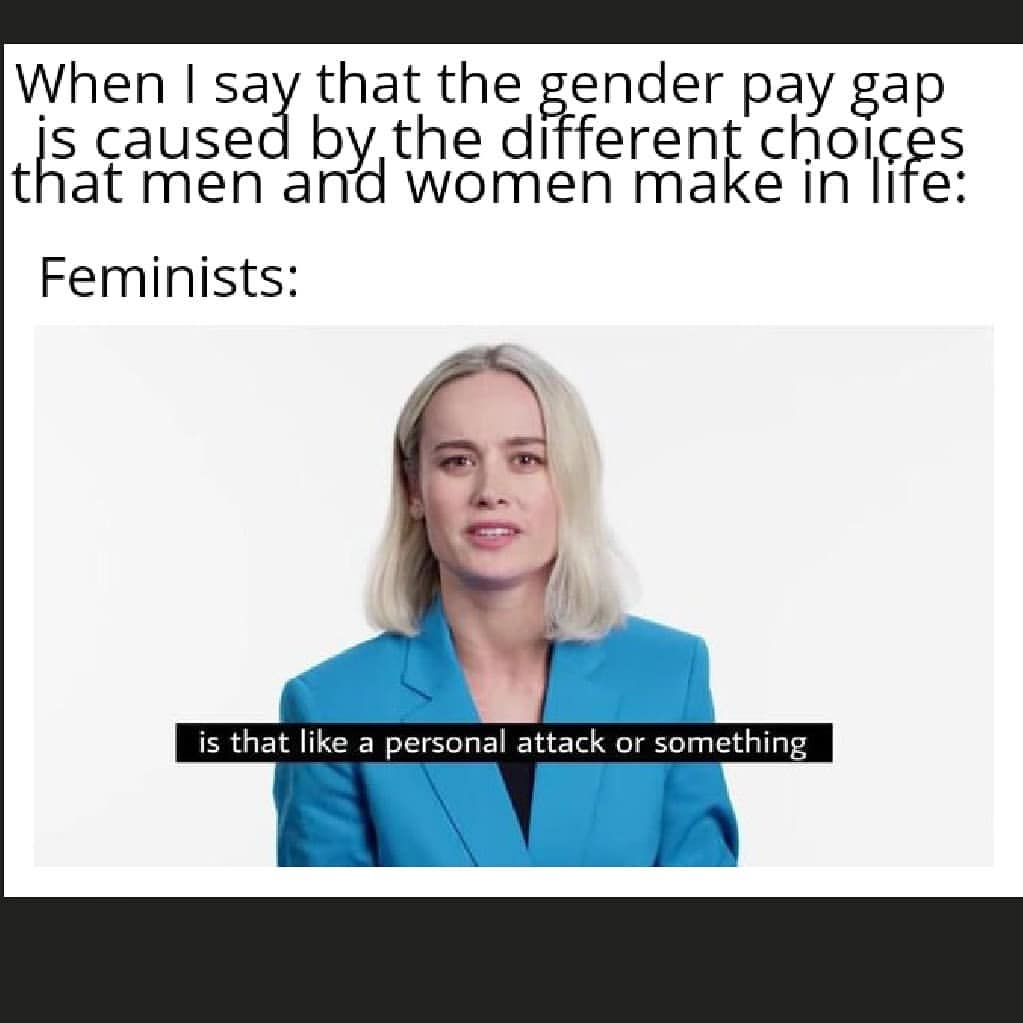 When I say that the gender pay gap
is caused by the different choices
that men and women make in life:
Feminists:
is that like a personal attack or something